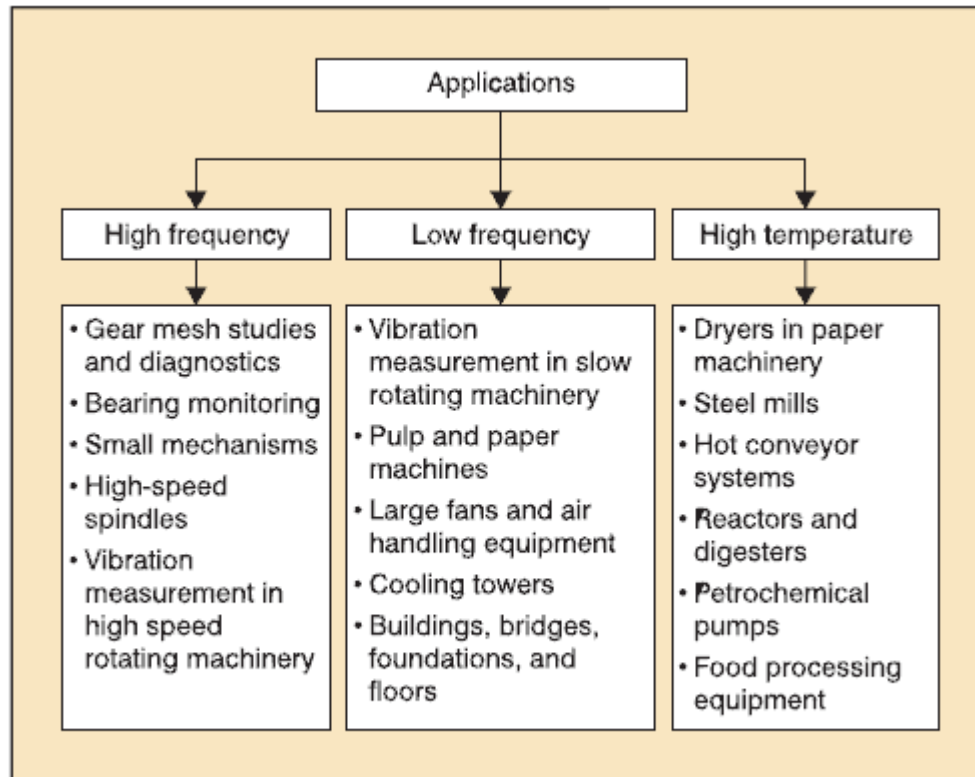 Applications
High frequency
Low frequency
High temperature
• Gear mesh studies
and diagnostics
• Bearing monitoring
• Small mechanisms
• High-speed
spindles
• Vibration
measurement in
high speed
rotating machinery
• Vibration
measurement in slow
rotating machinery
• Pulp and paper
machines
• Large fans and air
handling equipment
• Cooling towers
• Buildings, bridges,
foundations, and
floors
• Dryers in paper
machinery
• Steel mills
• Hot conveyor
systems
• Reactors and
digesters
• Petrochemical
pumps
• Food processing
equipment